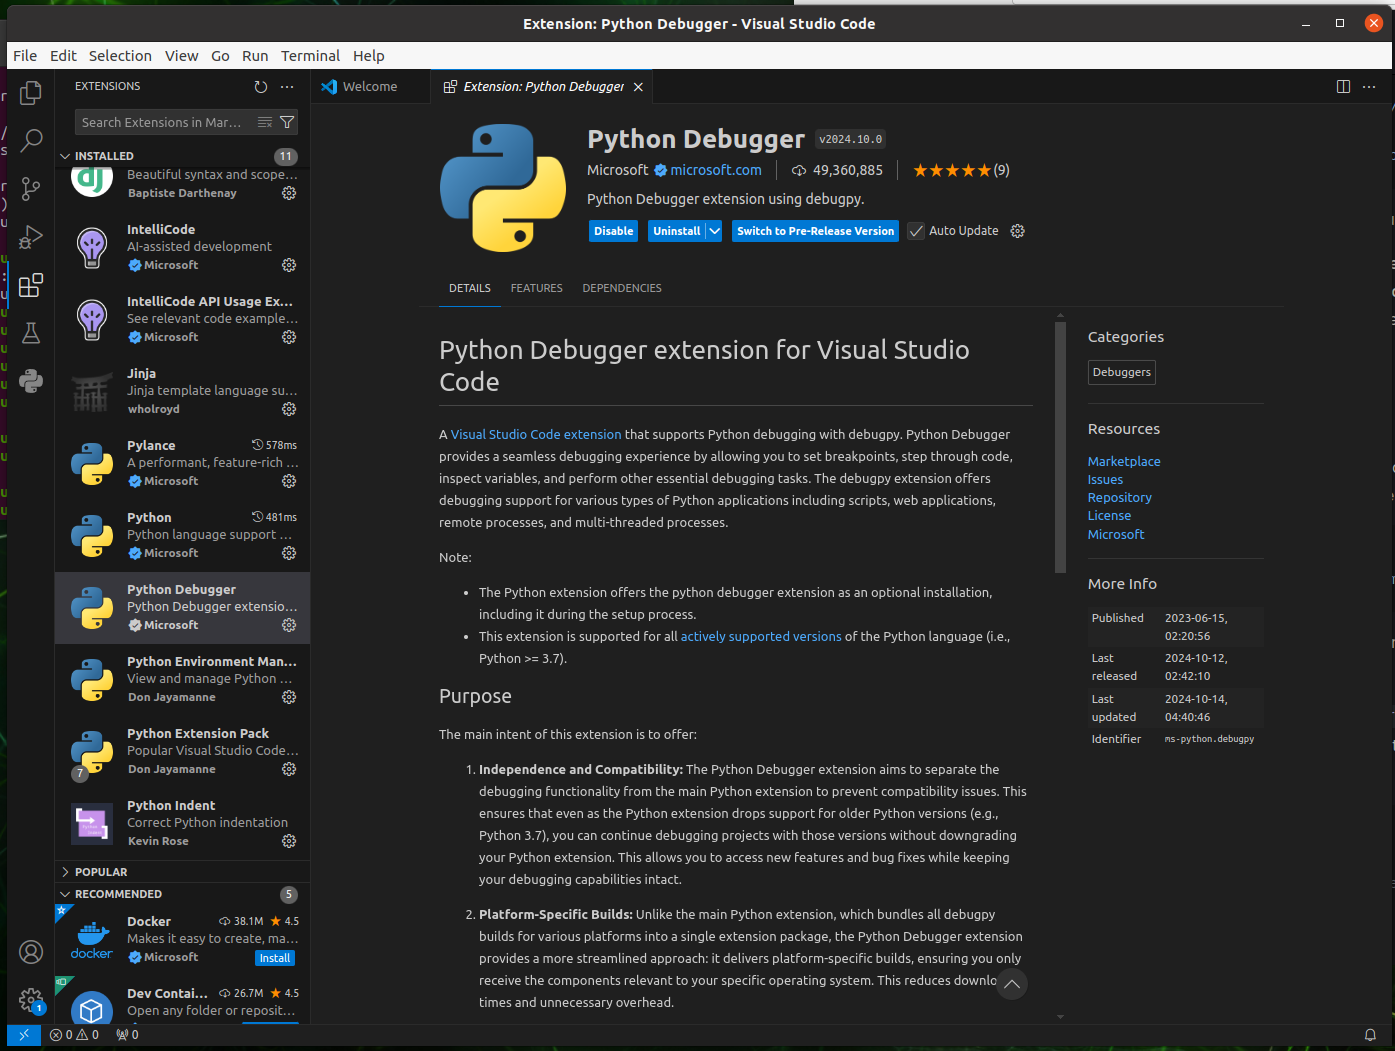 Extension: Python Debugger - Visual Studio Code
File Edit Selection View Go Run Terminal Help
EXTENSIONS
Search Extensions in Mar...
INSTALLED 11
Beautiful syntax and scope...
Baptiste Darthenay
IntelliCode
AI-assisted development
Microsoft
IntelliCode API Usage Ex...
See relevant code example...
Microsoft
Jinja
Jinja template language su...
wholroyd
Pylance 578ms
A performant, feature-rich ...
Microsoft
Python 481ms
Python language support ...
Microsoft
Python Debugger
Python Debugger extensio...
Microsoft
Python Environment Man...
View and manage Python ...
Don Jayamanne
Python Extension Pack
Popular Visual Studio Code...
7
Don Jayamanne
Python Indent
Correct Python indentation
Kevin Rose
POPULAR
RECOMMENDED 5
Docker 38.1M 4.5
Makes it easy to create, ma...
docker
Microsoft Install
Dev Contai... 26.7M 4.5
Open any folder or reposit...
1
0 0 0
Welcome
Extension: Python Debugger
Python Debugger v2024.10.0
Microsoft microsoft.com 49,360,885 (9)
Python Debugger extension using debugpy.
Disable Uninstall Switch to Pre-Release Version Auto Update
DETAILS FEATURES DEPENDENCIES
Python Debugger extension for Visual Studio
Code
A Visual Studio Code extension that supports Python debugging with debugpy. Python Debugger
provides a seamless debugging experience by allowing you to set breakpoints, step through code,
inspect variables, and perform other essential debugging tasks. The debugpy extension offers
debugging support for various types of Python applications including scripts, web applications,
remote processes, and multi-threaded processes.
Note:
• The Python extension offers the python debugger extension as an optional installation,
including it during the setup process.
• This extension is supported for all actively supported versions of the Python language (i.e.,
Python >= 3.7).
Purpose
The main intent of this extension is to offer:
1. Independence and Compatibility: The Python Debugger extension aims to separate the
debugging functionality from the main Python extension to prevent compatibility issues. This
ensures that even as the Python extension drops support for older Python versions (e.g.,
Python 3.7), you can continue debugging projects with those versions without downgrading
your Python extension. This allows you to access new features and bug fixes while keeping
your debugging capabilities intact.
2. Platform-Specific Builds: Unlike the main Python extension, which bundles all debugpy
builds for various platforms into a single extension package, the Python Debugger extension
provides a more streamlined approach: it delivers platform-specific builds, ensuring you only
receive the components relevant to your specific operating system. This reduces downlo
times and unnecessary overhead.
Categories
Debuggers
Resources
Marketplace
Issues
Repository
License
Microsoft
More Info
Published 2023-06-15,
02:20:56
Last 2024-10-12,
released 02:42:10
Last 2024-10-14,
updated 04:40:46
Identifier ms-python.debugpy